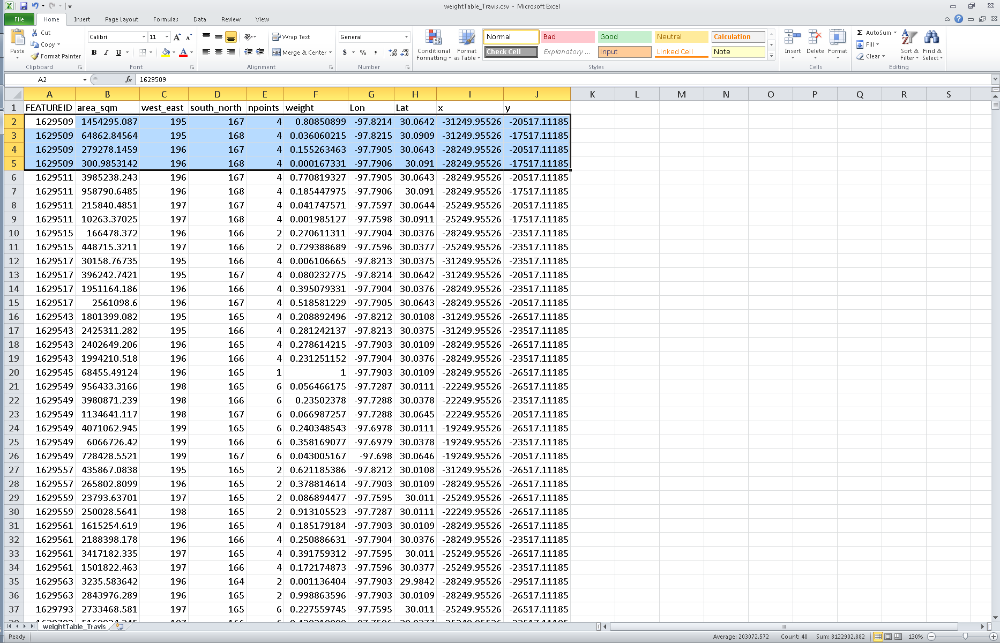 weightTable_Travis.csv - Microsoft Excel
File Home Insert Page Layout Formulas Data Review View
Paste Cut Copy Format Painter Clipboard
Calibri 11 A A B I U A Font
Wrap Text Merge & Center Alignment
General $ % , Number
Conditional Formatting Format as Table
Normal Bad Good Neutral Calculation
Check Cell Explanatory ... Input Linked Cell Note
Styles
Insert Delete Format Cells
Σ AutoSum Fill Clear Sort & Filter Find & Select Editing
A2 fx 1629509
A B C D E F G H I J K L M N O P Q R S
1 FEATUREID area_sqm west_east south_north npoints weight Lon Lat x y
2 1629509 1454295.087 195 167 4 0.80850899 -97.8214 30.0642 -31249.95526 -20517.11185
3 1629509 64862.84564 195 168 4 0.036060215 -97.8215 30.0909 -31249.95526 -17517.11185
4 1629509 279278.1459 196 167 4 0.155263463 -97.7905 30.0643 -28249.95526 -20517.11185
5 1629509 300.9853142 196 168 4 0.000167331 -97.7906 30.091 -28249.95526 -17517.11185
6 1629511 3985238.243 196 167 4 0.770819327 -97.7905 30.0643 -28249.95526 -20517.11185
7 1629511 958790.6485 196 168 4 0.185447975 -97.7906 30.091 -28249.95526 -17517.11185
8 1629511 215840.4851 197 167 4 0.041747571 -97.7597 30.0644 -25249.95526 -20517.11185
9 1629511 10263.37025 197 168 4 0.001985127 -97.7598 30.0911 -25249.95526 -17517.11185
10 1629515 166478.372 196 166 2 0.270611311 -97.7904 30.0376 -28249.95526 -23517.11185
11 1629515 448715.3211 197 166 2 0.729388689 -97.7596 30.0377 -25249.95526 -23517.11185
12 1629517 30158.76735 195 166 4 0.006106665 -97.8213 30.0375 -31249.95526 -23517.11185
13 1629517 396242.7421 195 167 4 0.080232775 -97.8214 30.0642 -31249.95526 -20517.11185
14 1629517 1951164.186 196 166 4 0.395079331 -97.7904 30.0376 -28249.95526 -23517.11185
15 1629517 2561098.6 196 167 4 0.518581229 -97.7905 30.0643 -28249.95526 -20517.11185
16 1629543 1801399.082 195 165 4 0.208892496 -97.8212 30.0108 -31249.95526 -26517.11185
17 1629543 2425311.282 195 166 4 0.281242137 -97.8213 30.0375 -31249.95526 -23517.11185
18 1629543 2402649.206 196 165 4 0.278614215 -97.7903 30.0109 -28249.95526 -26517.11185
19 1629543 1994210.518 196 166 4 0.231251152 -97.7904 30.0376 -28249.95526 -23517.11185
20 1629545 68455.49124 196 165 1 1 -97.7903 30.0109 -28249.95526 -26517.11185
21 1629549 956433.3166 198 165 6 0.056466175 -97.7287 30.0111 -22249.95526 -26517.11185
22 1629549 3980871.239 198 166 6 0.23502378 -97.7288 30.0378 -22249.95526 -23517.11185
23 1629549 1134641.117 198 167 6 0.066987257 -97.7288 30.0645 -22249.95526 -20517.11185
24 1629549 4071062.945 199 165 6 0.240348543 -97.6978 30.0111 -19249.95526 -26517.11185
25 1629549 6066726.42 199 166 6 0.358169077 -97.6979 30.0378 -19249.95526 -23517.11185
26 1629549 728428.5521 199 167 6 0.043005167 -97.698 30.0646 -19249.95526 -20517.11185
27 1629557 435867.0838 195 165 2 0.621185386 -97.8212 30.0108 -31249.95526 -26517.11185
28 1629557 265802.8099 196 165 2 0.378814614 -97.7903 30.0109 -28249.95526 -26517.11185
29 1629559 23793.63701 197 165 2 0.086894477 -97.7595 30.011 -25249.95526 -26517.11185
30 1629559 250028.5641 198 165 2 0.913105523 -97.7287 30.0111 -22249.95526 -26517.11185
31 1629561 1615254.619 196 165 4 0.185179184 -97.7903 30.0109 -28249.95526 -26517.11185
32 1629561 2188398.178 196 166 4 0.250886631 -97.7904 30.0376 -28249.95526 -23517.11185
33 1629561 3417182.335 197 165 4 0.391759312 -97.7595 30.011 -25249.95526 -26517.11185
34 1629561 1501822.463 197 166 4 0.172174873 -97.7596 30.0377 -25249.95526 -23517.11185
35 1629563 3235.583642 196 164 2 0.001136404 -97.7903 29.9842 -28249.95526 -29517.11185
36 1629563 2843976.289 196 165 2 0.998863596 -97.7903 30.0109 -28249.95526 -26517.11185
37 1629793 2733468.581 197 165 6 0.227559745 -97.7595 30.011 -25249.95526 -26517.11185
weightTable_Travis
Ready Average: 203072.572 Count: 40 Sum: 8122902.882 130%